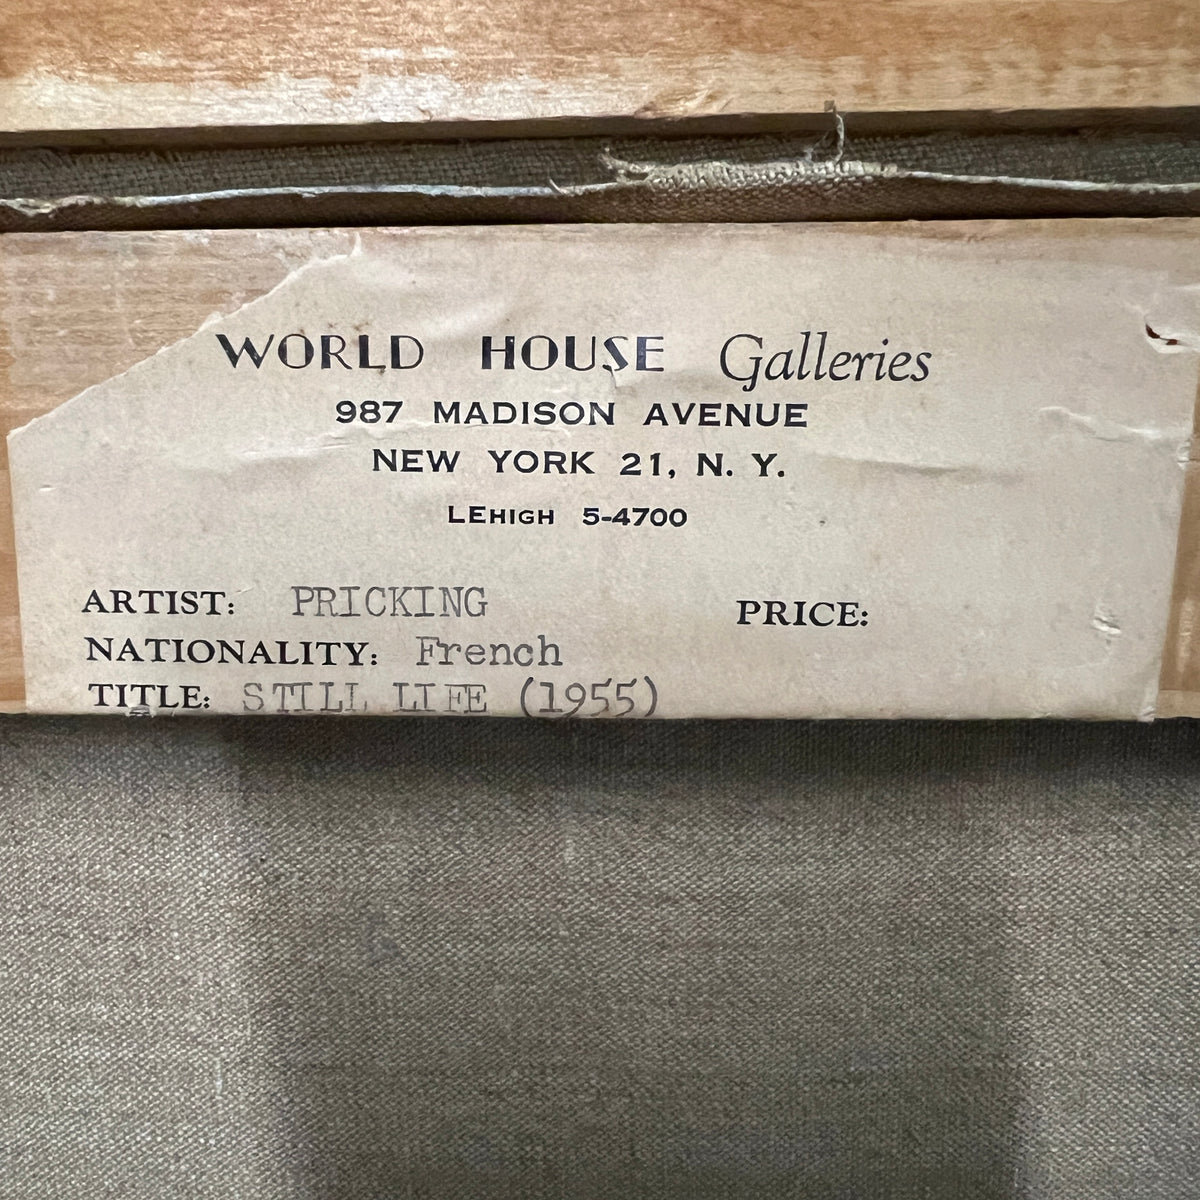 WORLD HOUSE Galleries
987 MADISON AVENUE
NEW YORK 21, N. Y.
LEHIGH 5-4700
ARTIST: PRICKING
PRICE:
NATIONALITY: French
TITLE: STILL LIFE (1955)